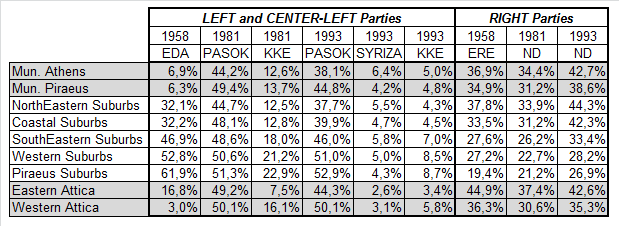 LEFT and CENTER-LEFT Parties RIGHT Parties
1958 1981 1981 1993 1993 1993 1958 1981 1993
EDA PASOK KKE PASOK SYRIZA KKE ERE ND ND
Mun. Athens 6,9% 44,2% 12,6% 38,1% 6,4% 5,0% 36,9% 34,4% 42,7%
Mun. Piraeus 6,3% 49,4% 13,7% 44,8% 4,2% 4,8% 34,9% 31,2% 38,6%
NorthEastern Suburbs 32,1% 44,7% 12,5% 37,7% 5,5% 4,3% 37,8% 33,9% 44,3%
Coastal Suburbs 32,2% 48,1% 12,8% 39,9% 4,7% 4,5% 33,5% 31,2% 42,3%
SouthEastern Suburbs 46,9% 48,6% 18,0% 46,0% 5,8% 7,0% 27,6% 26,2% 33,4%
Western Suburbs 52,8% 50,6% 21,2% 51,0% 5,0% 8,5% 27,2% 22,7% 28,2%
Piraeus Suburbs 61,9% 51,3% 22,9% 52,9% 4,3% 8,7% 19,4% 21,2% 26,9%
Eastern Attica 16,8% 49,2% 7,5% 44,3% 2,6% 3,4% 44,9% 37,4% 42,6%
Western Attica 3,0% 50,1% 16,1% 50,1% 3,1% 5,8% 36,3% 30,6% 35,3%